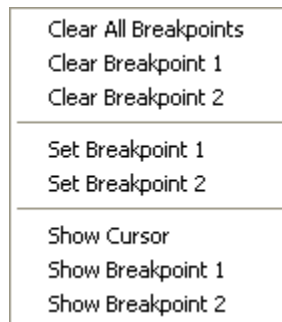 Clear All Breakpoints
Clear Breakpoint 1
Clear Breakpoint 2
Set Breakpoint 1
Set Breakpoint 2
Show Cursor
Show Breakpoint 1
Show Breakpoint 2